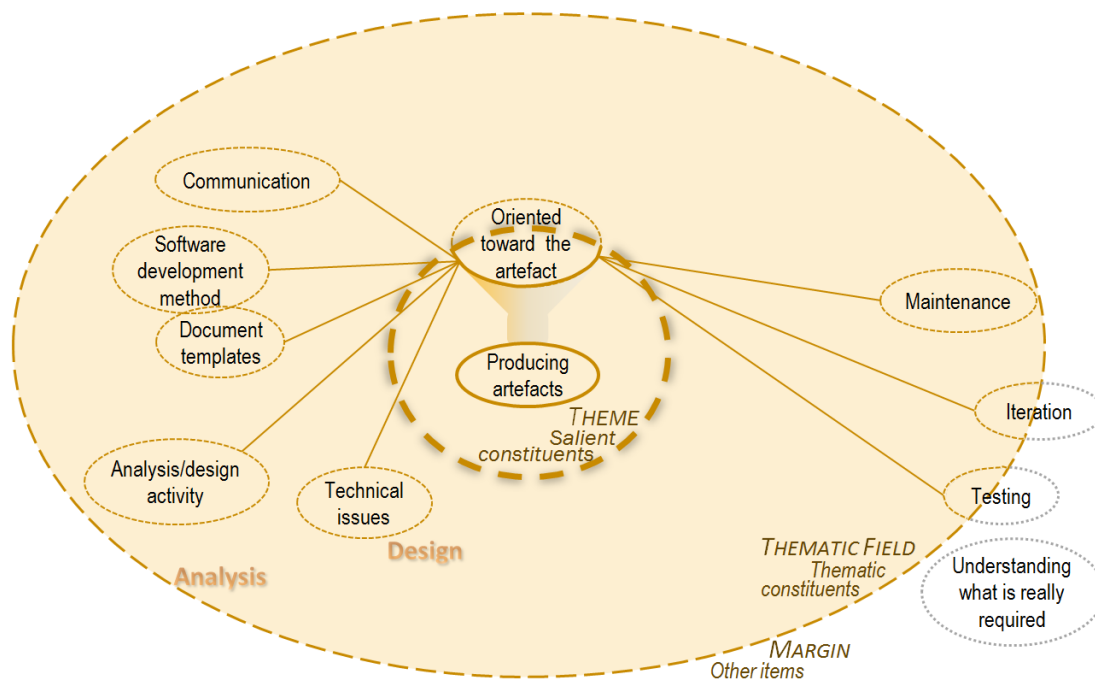 Communication
Oriented
toward the
artefact
Software
development
method
Document
templates
Maintenance
Producing
artefacts
THEME
Salient
constituents
Iteration
Analysis/design
activity
Technical
issues
Testing
Design
Analysis
THEMATIC FIELD
Thematic
constituents
Understanding
what is really
required
MARGIN
Other items